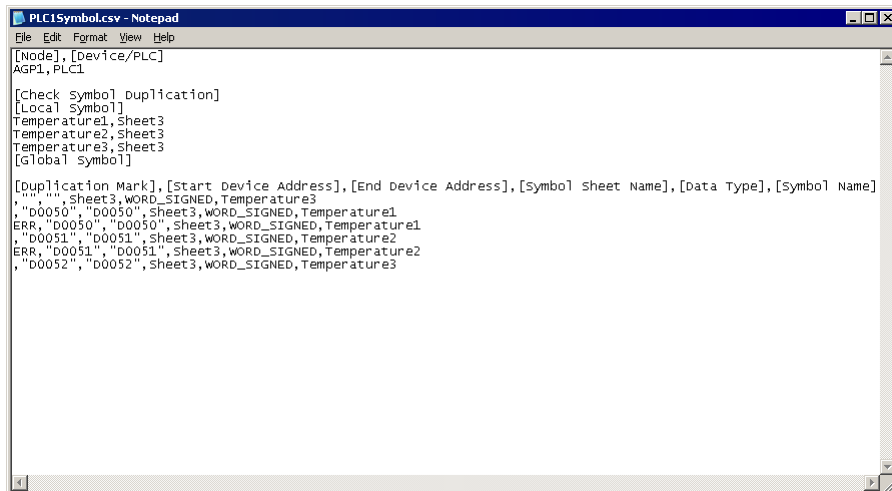 PLC1Symbol.csv - Notepad
File Edit Format View Help
[Node],[Device/PLC]
AGP1,PLC1
[Check Symbol Duplication]
[Local Symbol]
Temperature1,Sheet3
Temperature2,Sheet3
Temperature3,Sheet3
[Global Symbol]
[Duplication Mark],[Start Device Address],[End Device Address],[Symbol Sheet Name],[Data Type],[Symbol Name]
,"","",Sheet3,WORD_SIGNED,Temperature3
,"D0050","D0050",Sheet3,WORD_SIGNED,Temperature1
ERR,"D0050","D0050",Sheet3,WORD_SIGNED,Temperature1
,"D0051","D0051",Sheet3,WORD_SIGNED,Temperature2
ERR,"D0051","D0051",Sheet3,WORD_SIGNED,Temperature2
,"D0052","D0052",Sheet3,WORD_SIGNED,Temperature3